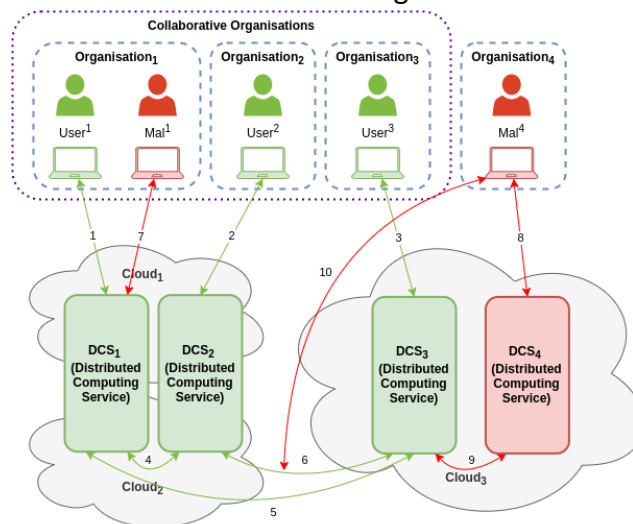 Collaborative Organisations
Organisation1
Organisation2
Organisation3
Organisation4
User1
Mal1
User2
User3
Mal4
1
7
2
3
8
10
Cloud1
DCS1
(Distributed
Computing
Service)
DCS2
(Distributed
Computing
Service)
DCS3
(Distributed
Computing
Service)
DCS4
(Distributed
Computing
Service)
4
6
9
Cloud2
Cloud3
5